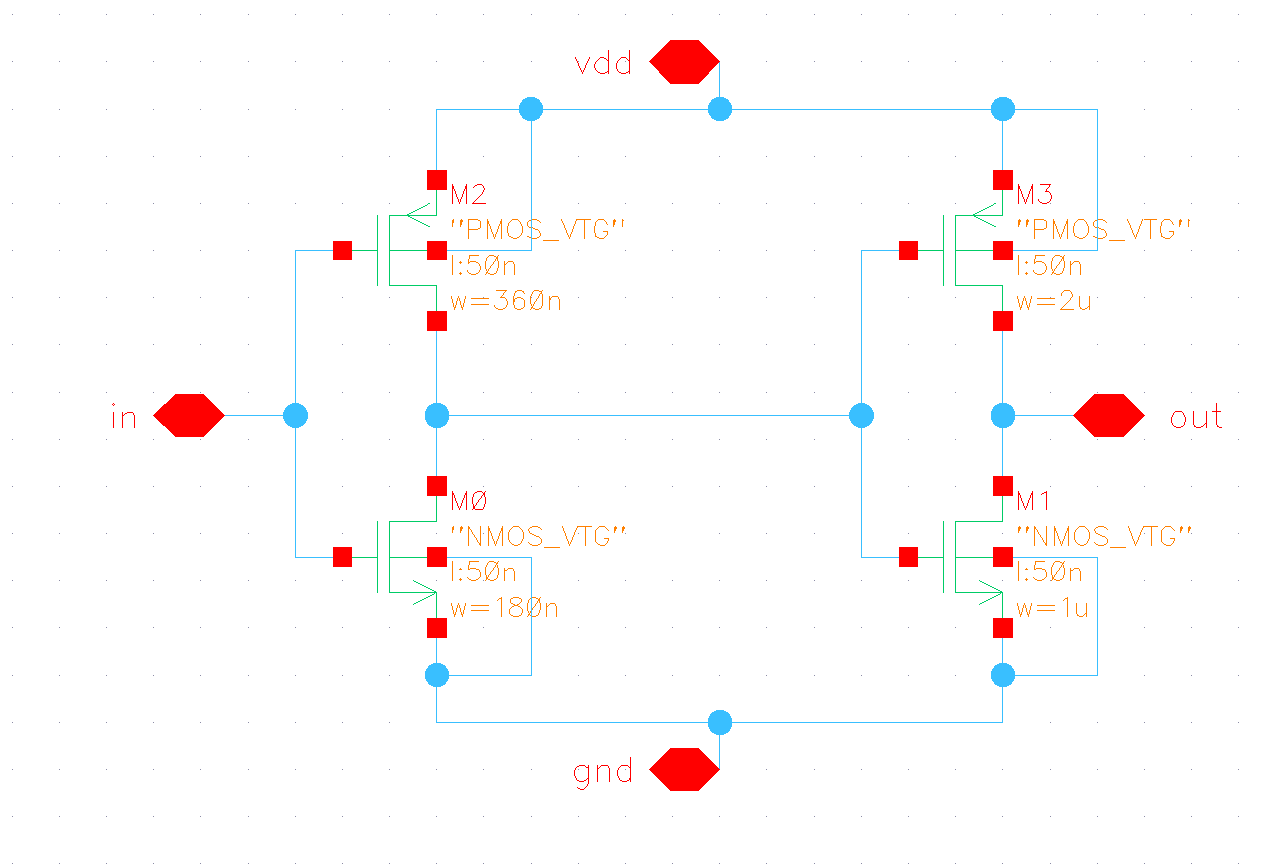 vdd
M2
"PMOS_VTG"
l:50n
w=360n
M3
"PMOS_VTG"
l:50n
w=2u
in
out
M0
"NMOS_VTG"
l:50n
w=180n
M1
"NMOS_VTG"
l:50n
w=1u
gnd